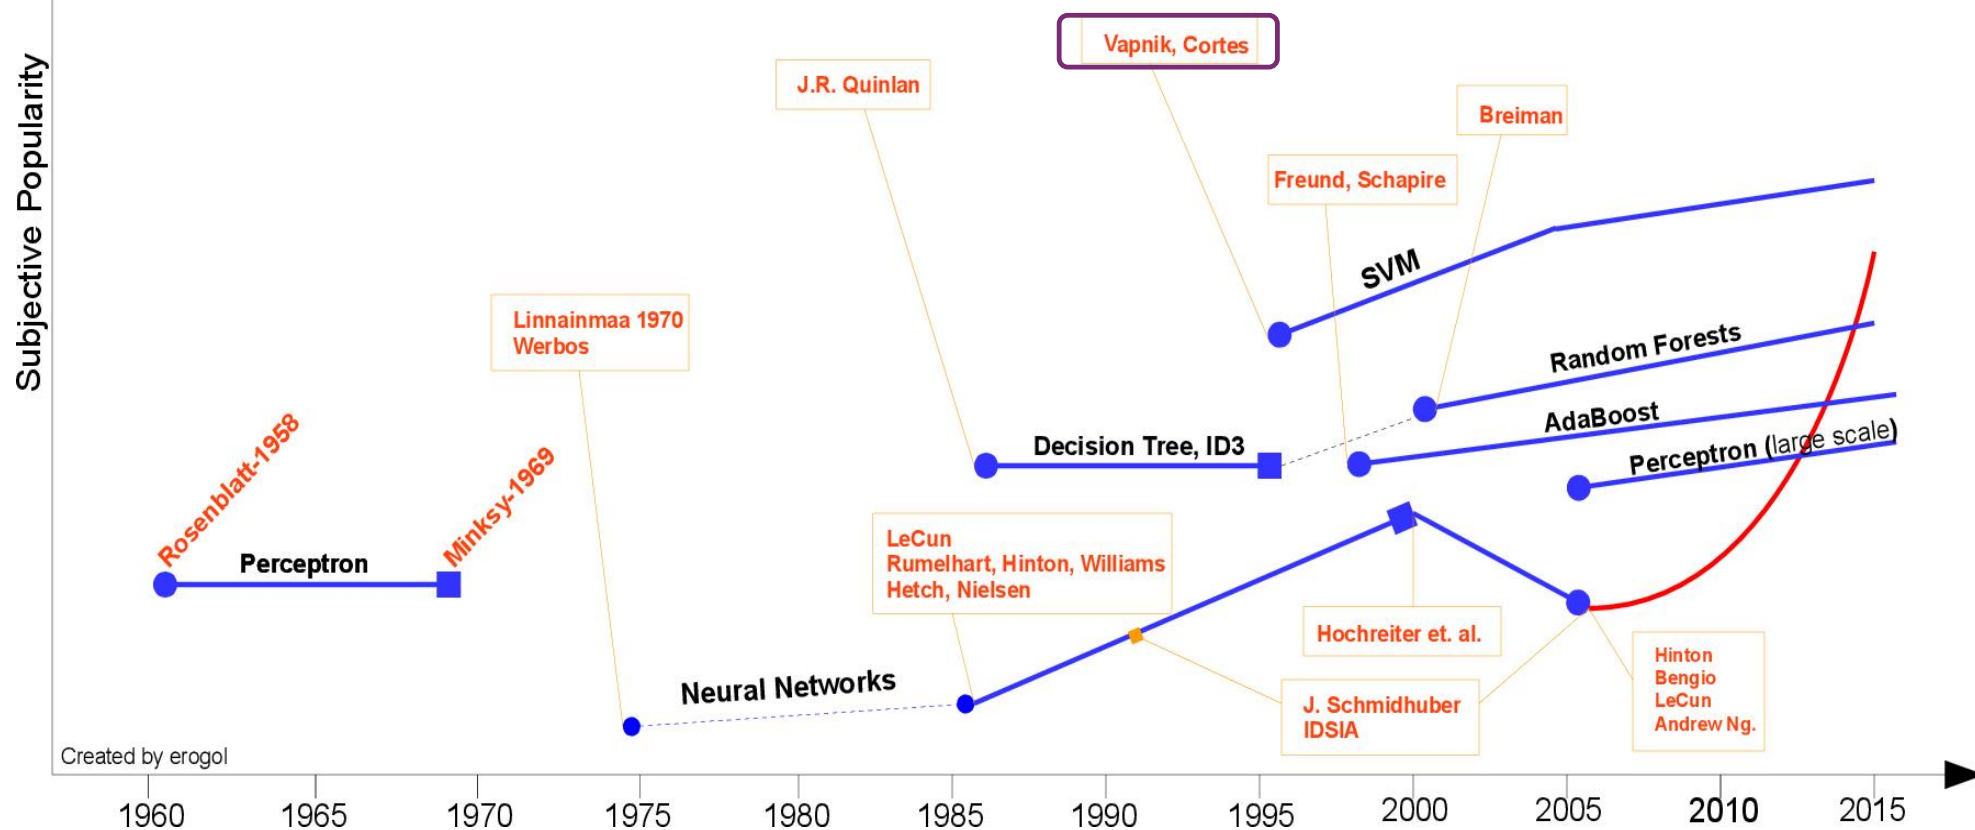 Subjective Popularity
Vapnik, Cortes
J.R. Quinlan
Breiman
Freund, Schapire
SVM
Linnainmaa 1970
Werbos
Random Forests
AdaBoost
Decision Tree, ID3
Perceptron (large scale)
Rosenblatt-1958
Minksy-1969
Perceptron
LeCun
Rumelhart, Hinton, Williams
Hetch, Nielsen
Hochreiter et. al.
Neural Networks
J. Schmidhuber
IDSIA
Hinton
Bengio
LeCun
Andrew Ng.
Created by erogol
1960 1965 1970 1975 1980 1985 1990 1995 2000 2005 2010 2015